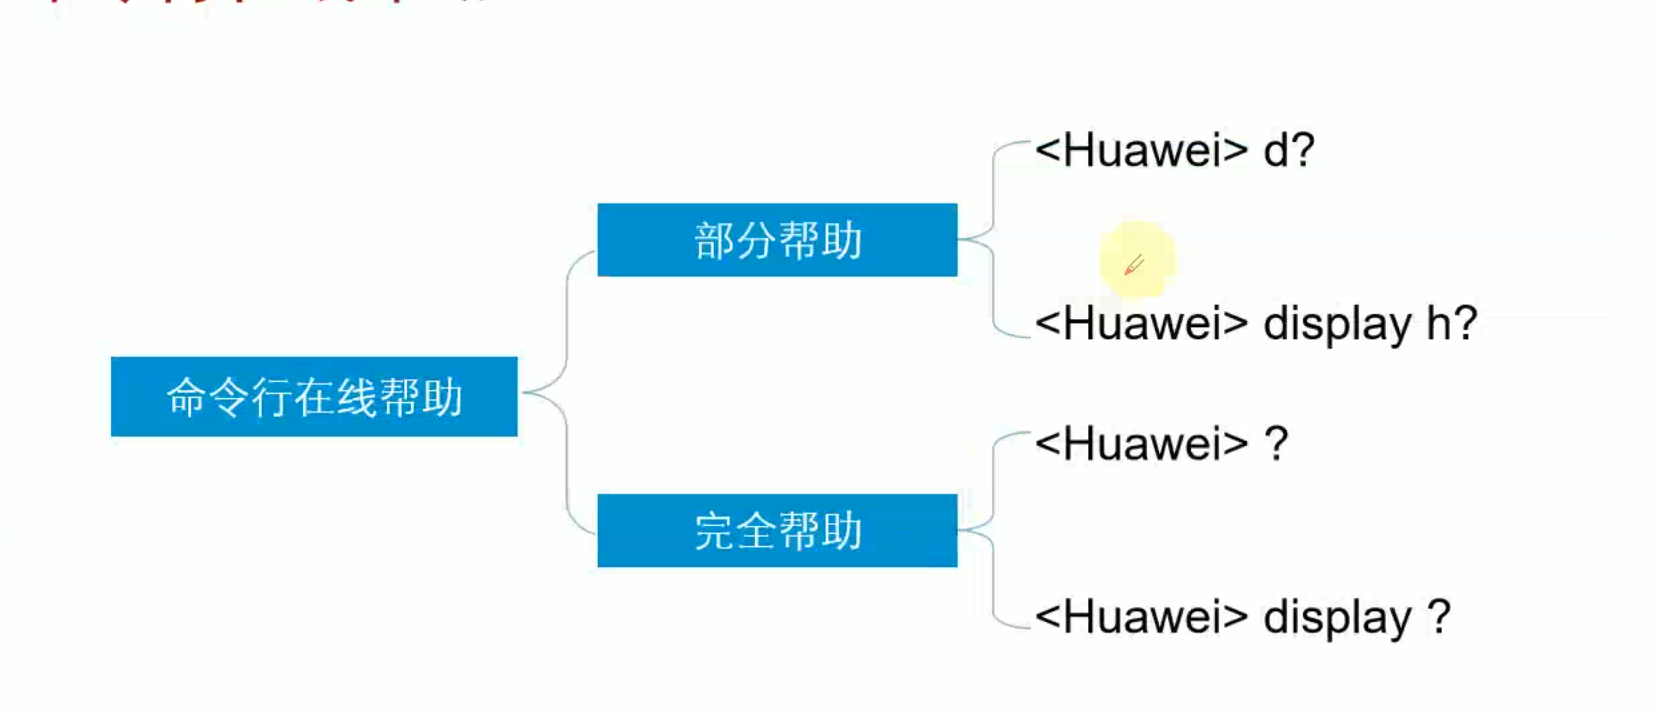 命令行在线帮助
部分帮助
<Huawei> d?
<Huawei> display h?
完全帮助
<Huawei> ?
<Huawei> display ?